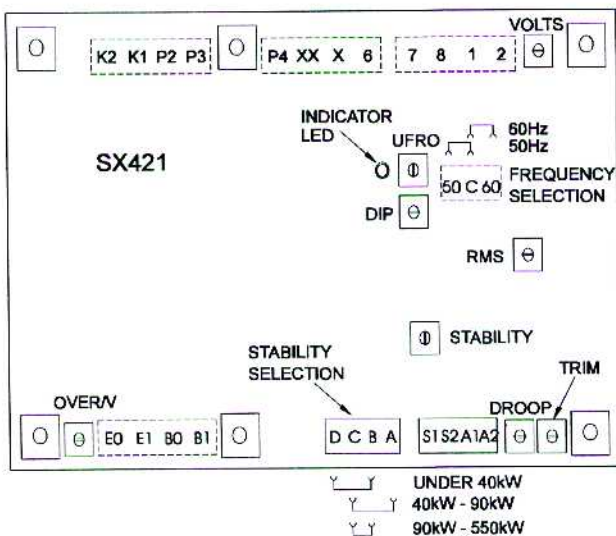 VOLTS
K2 K1 P2 P3
P4 XX X 6
7 8 1 2
INDICATOR
LED
UFRO
60Hz
50Hz
SX421
50 C 60
FREQUENCY
SELECTION
DIP
RMS
STABILITY
STABILITY
SELECTION
TRIM
OVER/V
DROOP
E0 E1 B0 B1
D C B A
S1 S2 A1 A2
UNDER 40kW
40kW - 90kW
90kW - 550kW